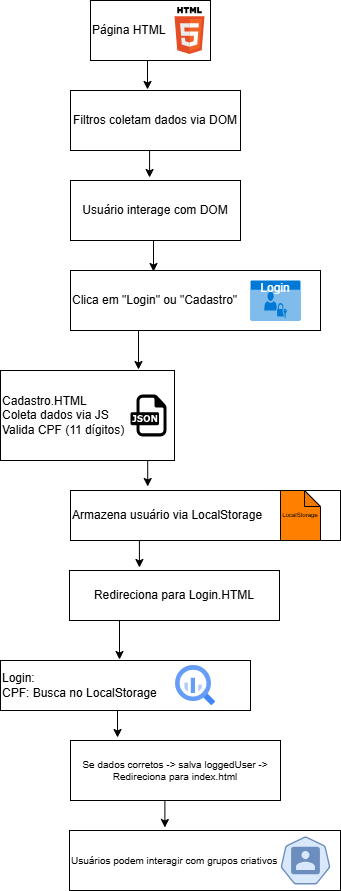 HTML
5
Página HTML
Filtros coletam dados via DOM
Usuário interage com DOM
Login
Clica em "Login" ou "Cadastro"
Cadastro.HTML
Coleta dados via JS
Valida CPF (11 dígitos)
JSON
Armazena usuário via LocalStorage
LocalStorage
Redireciona para Login.HTML
Login:
CPF: Busca no LocalStorage
Se dados corretos -> salva loggedUser ->
Redireciona para index.html
Usuários podem interagir com grupos criativos